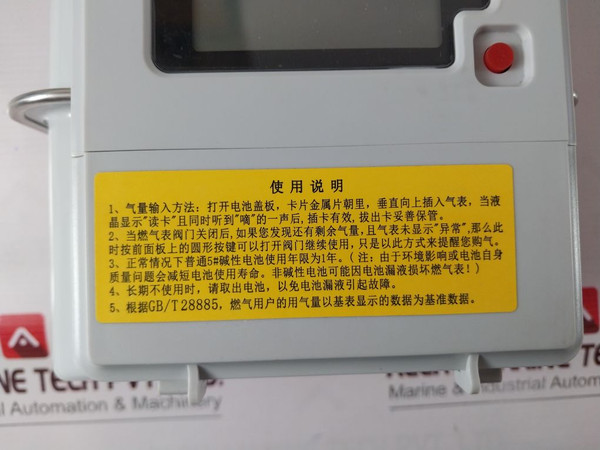 使用说明
1、气量输入方法：打开电池盖板，卡片金属片朝里，垂直向上插入气表，当液
晶显示"读卡"且同时听到"嘀"的一声后，插卡有效，拔出卡妥善保管。
2、当燃气表阀门关闭后，如果您发现还有剩余气量，且气表未显示"异常"，那么此
时按前面板上的圆形按键可以打开阀门继续使用，只是以此方式来提醒您购气。
3、正常情况下普通5#碱性电池使用年限为1年。（注：由于环境影响或电池自身
质量问题会减短电池使用寿命。非碱性电池可能因电池漏液损坏燃气表！）
4、长期不使用时，请取出电池，以免电池漏液引起故障。
5、根据GB/T28885，燃气用户的用气量以基表显示的数据为基准数据。
Marine & Industrial Automation
al Automation & Machinery